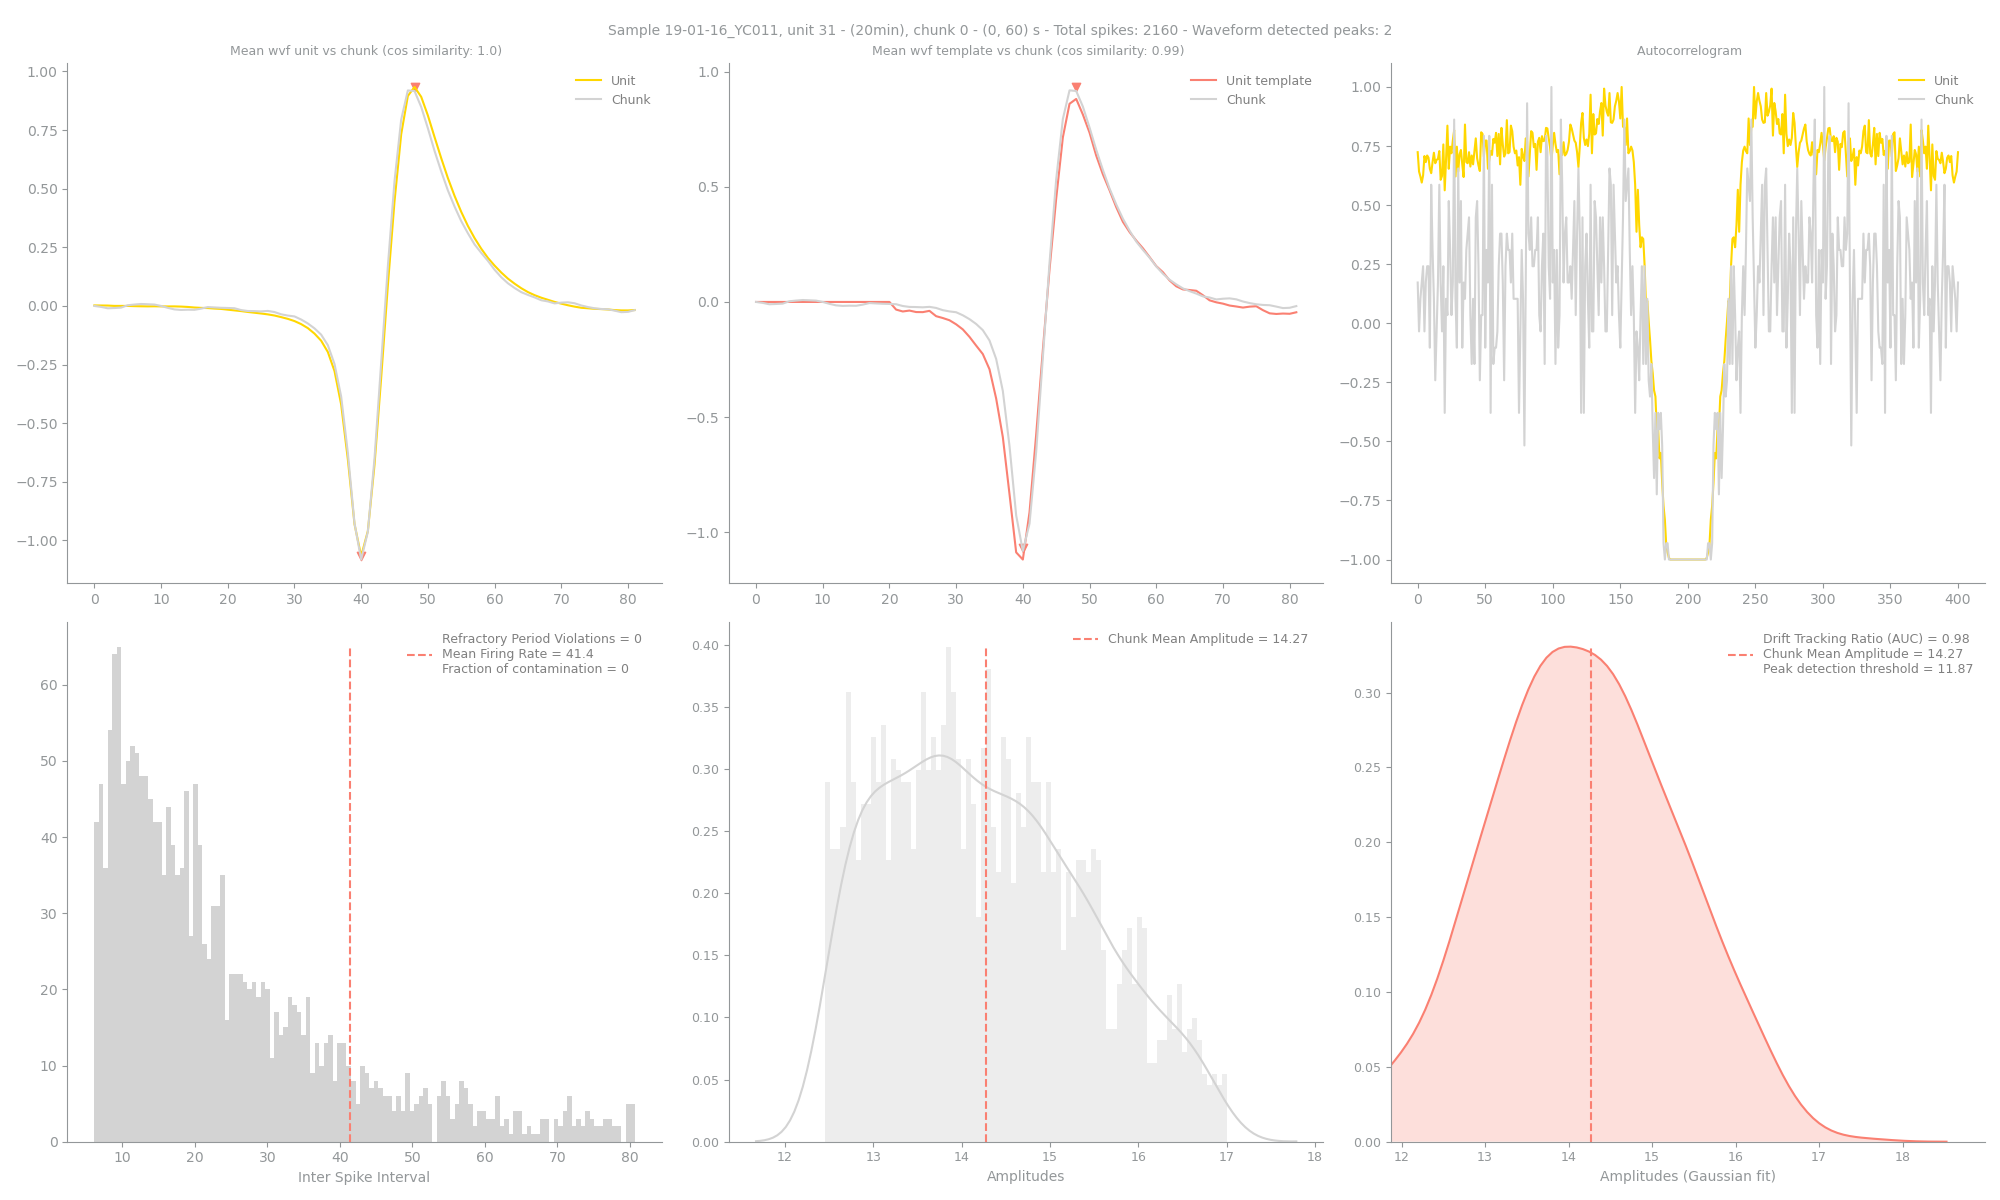 Sample 19-01-16_YC011, unit 31 - (20min), chunk 0 - (0, 60) s - Total spikes: 2160 - Waveform detected peaks: 2
Mean wvf unit vs chunk (cos similarity: 1.0)
Unit
Chunk
1.00
0.75
0.50
0.25
0.00
−0.25
−0.50
−0.75
−1.00
0 10 20 30 40 50 60 70 80
Mean wvf template vs chunk (cos similarity: 0.99)
Unit template
Chunk
1.0
0.5
0.0
−0.5
−1.0
0 10 20 30 40 50 60 70 80
Autocorrelogram
Unit
Chunk
1.00
0.75
0.50
0.25
0.00
−0.25
−0.50
−0.75
−1.00
0 50 100 150 200 250 300 350 400
Refractory Period Violations = 0
Mean Firing Rate = 41.4
Fraction of contamination = 0
60
50
40
30
20
10
0
10 20 30 40 50 60 70 80
Inter Spike Interval
Chunk Mean Amplitude = 14.27
0.40
0.35
0.30
0.25
0.20
0.15
0.10
0.05
0.00
12 13 14 15 16 17 18
Amplitudes
Drift Tracking Ratio (AUC) = 0.98
Chunk Mean Amplitude = 14.27
Peak detection threshold = 11.87
0.30
0.25
0.20
0.15
0.10
0.05
0.00
12 13 14 15 16 17 18
Amplitudes (Gaussian fit)